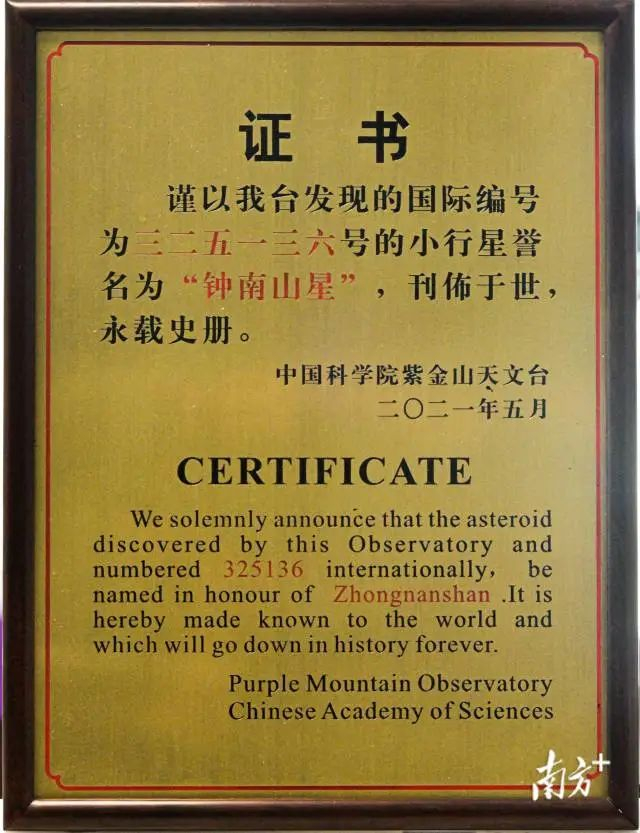 证 书
谨以我台发现的国际编号
为三二五一三六号的小行星誉
名为“钟南山星”，刊佈于世，
永载史册。
中国科学院紫金山天文台
二〇二一年五月
CERTIFICATE
We solemnly announce that the asteroid
discovered by this Observatory and
numbered 325136 internationally, be
named in honour of Zhongnanshan .It is
hereby made known to the world and
which will go down in history forever.
Purple Mountain Observatory
Chinese Academy of Sciences
南方+